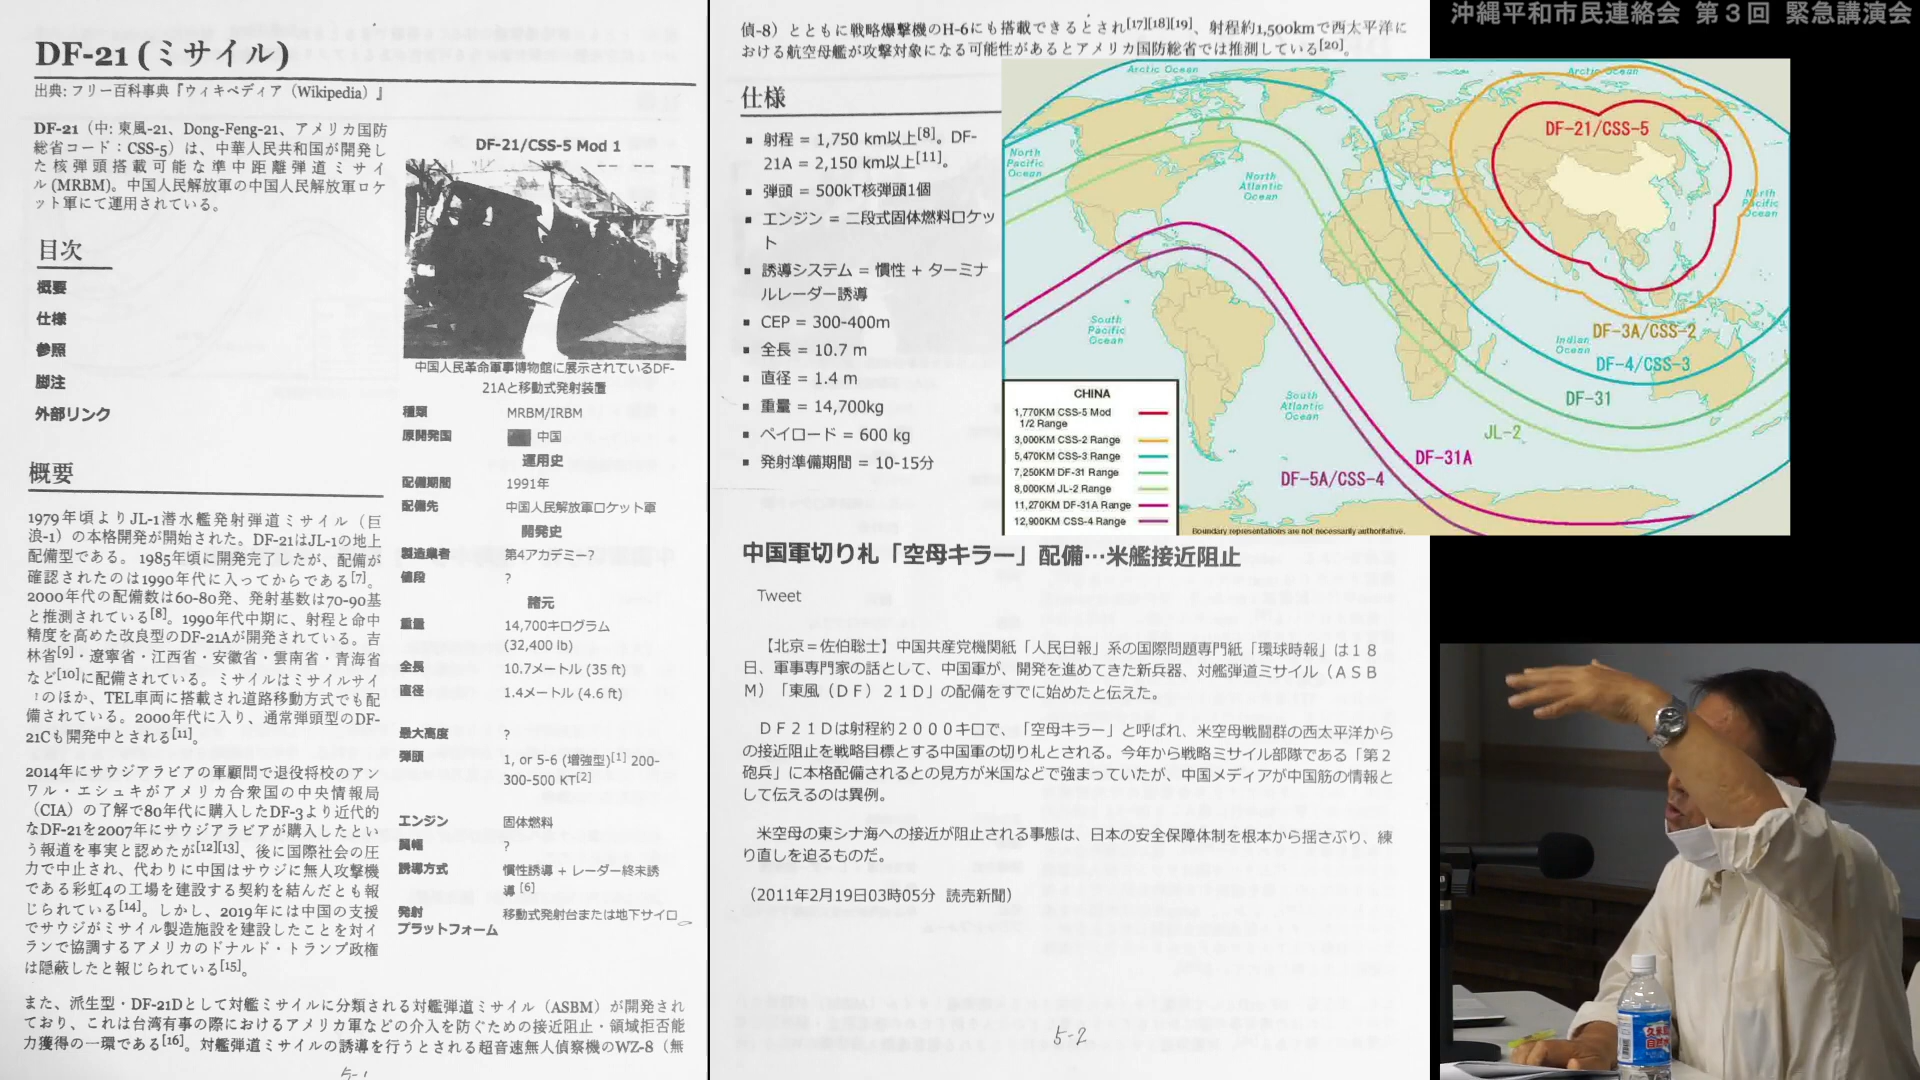 沖縄平和市民連絡会 第3回 緊急講演会
DF-21 (ミサイル)
出典: フリー百科事典『ウィキペディア（Wikipedia）』
DF-21（中: 東風-21、Dong-Feng-21、アメリカ国防
総省コード：CSS-5）は、中華人民共和国が開発し
た核弾頭搭載可能な準中距離弾道ミサイ
ル(MRBM)。中国人民解放軍の中国人民解放軍ロケ
ット軍にて運用されている。
目次
概要
仕様
参照
脚注
外部リンク
概要
1979年頃よりJL-1潜水艦発射弾道ミサイル（巨
浪-1）の本格開発が開始された。DF-21はJL-1の地上
配備型である。 1985年頃に開発完了したが、配備が
確認されたのは1990年代に入ってからである[7]。
2000年代の配備数は60-80発、発射基数は70-90基
と推測されている[8]。1990年代中期に、射程と命中
精度を高めた改良型のDF-21Aが開発されている。吉
林省[9]・遼寧省・江西省・安徽省・雲南省・青海省
など[10]に配備されている。ミサイルはミサイルサイ
のほか、TEL車両に搭載され道路移動方式でも配
備されている。2000年代に入り、通常弾頭型のDF-
21Cも開発中とされる[11]。
2014年にサウジアラビアの軍顧問で退役将校のアン
ワル・エシュキがアメリカ合衆国の中央情報局
（CIA）の了解で80年代に購入したDF-3より近代的
なDF-21を2007年にサウジアラビアが購入したとい
う報道を事実と認めたが[12][13]、後に国際社会の圧
力で中止され、代わりに中国はサウジに無人攻撃機
である彩虹4の工場を建設する契約を結んだとも報
じられている[14]。しかし、2019年には中国の支援
でサウジがミサイル製造施設を建設したことを対イ
ランで協調するアメリカのドナルド・トランプ政権
は隠蔽したと報じられている[15]。
また、派生型・DF-21Dとして対艦ミサイルに分類される対艦弾道ミサイル（ASBM）が開発され
ており、これは台湾有事の際におけるアメリカ軍などの介入を防ぐための接近阻止・領域拒否能
力獲得の一環である[16]。対艦弾道ミサイルの誘導を行うとされる超音速無人偵察機のWZ-8（無
5-1
DF-21/CSS-5 Mod 1
中国人民革命軍事博物館に展示されているDF-
21Aと移動式発射装置
種類 MRBM/IRBM
原開発国 中国
運用史
配備期間 1991年
配備先 中国人民解放軍ロケット軍
開発史
製造業者 第4アカデミー?
値段 ?
諸元
重量 14,700キログラム
(32,400 lb)
全長 10.7メートル (35 ft)
直径 1.4メートル (4.6 ft)
最大高度 ?
弾頭 1, or 5-6 (増強型)[1] 200-
300-500 KT[2]
エンジン 固体燃料
翼幅 ?
誘導方式 慣性誘導 + レーダー終末誘
導 [6]
発射 移動式発射台または地下サイロ
プラットフォーム
偵-8）とともに戦略爆撃機のH-6にも搭載できるとされ[17][18][19]、射程約1,500kmで西太平洋に
おける航空母艦が攻撃対象になる可能性があるとアメリカ国防総省では推測している[20]。
仕様
▪ 射程 = 1,750 km以上[8]。DF-
21A = 2,150 km以上[11]。
▪ 弾頭 = 500kT核弾頭1個
▪ エンジン = 二段式固体燃料ロケッ
ト
▪ 誘導システム = 慣性 + ターミナ
ルレーダー誘導
▪ CEP = 300-400m
▪ 全長 = 10.7 m
▪ 直径 = 1.4 m
▪ 重量 = 14,700kg
▪ ペイロード = 600 kg
▪ 発射準備期間 = 10-15分
Arctic Ocean
Arctic Ocean
DF-21/CSS-5
North
Pacific
Ocean
North
Atlantic
Ocean
North
Pacific
Ocean
South
Pacific
Ocean
Indian
Ocean
South
Atlantic
Ocean
DF-3A/CSS-2
DF-4/CSS-3
DF-31
JL-2
DF-31A
DF-5A/CSS-4
CHINA
1,770KM CSS-5 Mod
1/2 Range
3,000KM CSS-2 Range
5,470KM CSS-3 Range
7,250KM DF-31 Range
8,000KM JL-2 Range
11,270KM DF-31A Range
12,900KM CSS-4 Range
Boundary representations are not necessarily authoritative.
中国軍切り札「空母キラー」配備…米艦接近阻止
Tweet
【北京＝佐伯聡士】中国共産党機関紙「人民日報」系の国際問題専門紙「環球時報」は１８
日、軍事専門家の話として、中国軍が、開発を進めてきた新兵器、対艦弾道ミサイル（ＡＳＢ
Ｍ）「東風（ＤＦ）２１Ｄ」の配備をすでに始めたと伝えた。
ＤＦ２１Ｄは射程約２０００キロで、「空母キラー」と呼ばれ、米空母戦闘群の西太平洋から
の接近阻止を戦略目標とする中国軍の切り札とされる。今年から戦略ミサイル部隊である「第２
砲兵」に本格配備されるとの見方が米国などで強まっていたが、中国メディアが中国筋の情報と
して伝えるのは異例。
米空母の東シナ海への接近が阻止される事態は、日本の安全保障体制を根本から揺さぶり、練
り直しを迫るものだ。
（2011年2月19日03時05分 読売新聞）
5-2